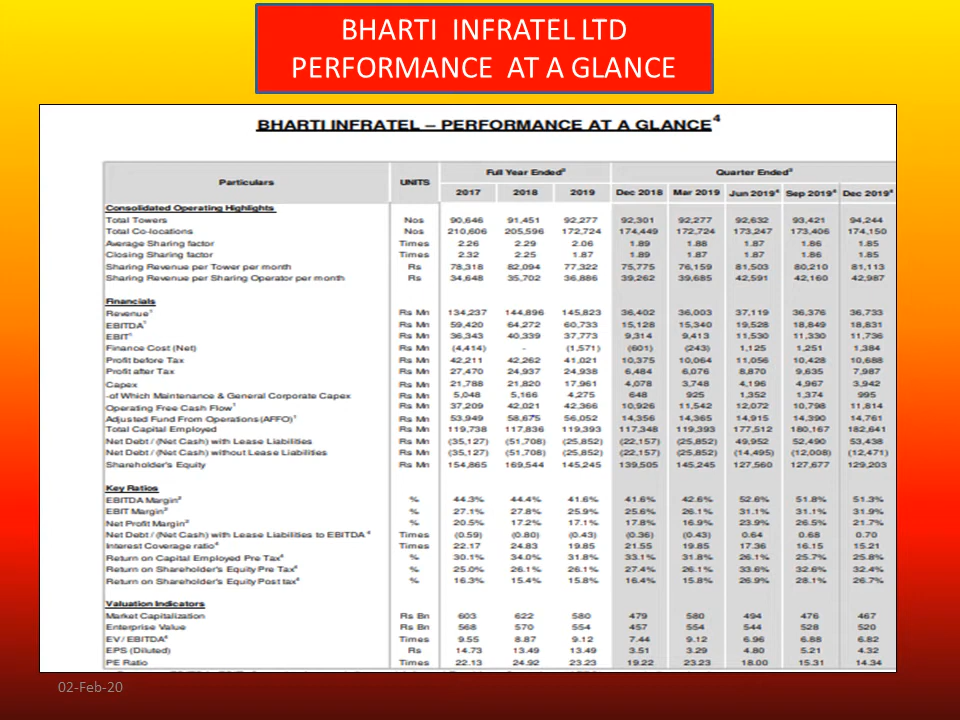 BHARTI INFRATEL LTD
PERFORMANCE AT A GLANCE
BHARTI INFRATEL – PERFORMANCE AT A GLANCE4
Particulars UNITS Full Year Ended Quarter Ended
2017 2018 2019 Dec 2018 Mar 2019 Jun 2019 Sep 2019 Dec 2019
Consolidated Operating Highlights
Total Towers Nos 90,646 91,451 92,277 92,301 92,277 92,632 93,421 94,244
Total Co-locations Nos 210,606 205,596 172,724 174,449 172,724 173,247 173,406 174,150
Average Sharing factor Times 2.26 2.29 2.06 1.89 1.88 1.87 1.86 1.85
Closing Sharing factor Times 2.32 2.25 1.87 1.89 1.87 1.87 1.86 1.85
Sharing Revenue per Tower per month Rs 78,318 82,094 77,322 75,775 76,159 81,503 80,210 81,113
Sharing Revenue per Sharing Operator per month Rs 34,648 35,702 36,886 39,262 39,685 42,591 42,160 42,987
Financials
Revenue1 Rs Mn 134,237 144,896 145,823 36,402 36,003 37,119 36,376 36,733
EBITDA1 Rs Mn 59,420 64,272 60,733 15,128 15,340 19,528 18,849 18,831
EBIT1 Rs Mn 36,343 40,339 37,773 9,314 9,413 11,530 11,330 11,736
Finance Cost (Net) Rs Mn (4,414) - (1,571) (601) (243) 1,125 1,251 1,384
Profit before Tax Rs Mn 42,211 42,262 41,021 10,375 10,064 11,056 10,428 10,688
Profit after Tax Rs Mn 27,470 24,937 24,938 6,484 6,076 8,870 9,635 7,987
Capex Rs Mn 21,788 21,820 17,961 4,078 3,748 4,196 4,967 3,942
-of Which Maintenance & General Corporate Capex Rs Mn 5,048 5,166 4,275 648 925 1,352 1,374 995
Operating Free Cash Flow1 Rs Mn 37,209 42,021 42,366 10,926 11,542 12,072 10,798 11,814
Adjusted Fund From Operations (AFFO)1 Rs Mn 53,949 58,675 56,052 14,356 14,365 14,915 14,390 14,761
Total Capital Employed Rs Mn 119,738 117,836 119,393 117,348 119,393 177,512 180,167 182,641
Net Debt / (Net Cash) with Lease Liabilities Rs Mn (35,127) (51,708) (25,852) (22,157) (25,852) 49,952 52,490 53,438
Net Debt / (Net Cash) without Lease Liabilities Rs Mn (35,127) (51,708) (25,852) (22,157) (25,852) (14,495) (12,008) (12,471)
Shareholder's Equity Rs Mn 154,865 169,544 145,245 139,505 145,245 127,560 127,677 129,203
Key Ratios
EBITDA Margin2 % 44.3% 44.4% 41.6% 41.6% 42.6% 52.6% 51.8% 51.3%
EBIT Margin2 % 27.1% 27.8% 25.9% 25.6% 26.1% 31.1% 31.1% 31.9%
Net Profit Margin2 % 20.5% 17.2% 17.1% 17.8% 16.9% 23.9% 26.5% 21.7%
Net Debt / (Net Cash) with Lease Liabilities to EBITDA Times (0.59) (0.80) (0.43) (0.36) (0.43) 0.64 0.68 0.70
Interest Coverage ratio Times 22.17 24.83 19.85 21.55 19.85 17.36 16.15 15.21
Return on Capital Employed Pre Tax % 30.1% 34.0% 31.8% 33.1% 31.8% 26.1% 25.7% 25.8%
Return on Shareholder's Equity Pre Tax % 25.0% 26.1% 26.1% 27.4% 26.1% 33.6% 32.6% 32.4%
Return on Shareholder's Equity Post tax % 16.3% 15.4% 15.8% 16.4% 15.8% 26.9% 28.1% 26.7%
Valuation Indicators
Market Capitalization Rs Bn 603 622 580 479 580 494 476 467
Enterprise Value Rs Bn 568 570 554 457 554 544 528 520
EV / EBITDA Times 9.55 8.87 9.12 7.44 9.12 6.96 6.88 6.82
EPS (Diluted) Rs 14.73 13.49 13.49 3.51 3.29 4.80 5.21 4.32
PE Ratio Times 22.13 24.92 23.23 19.22 23.23 18.00 15.31 14.34
02-Feb-20